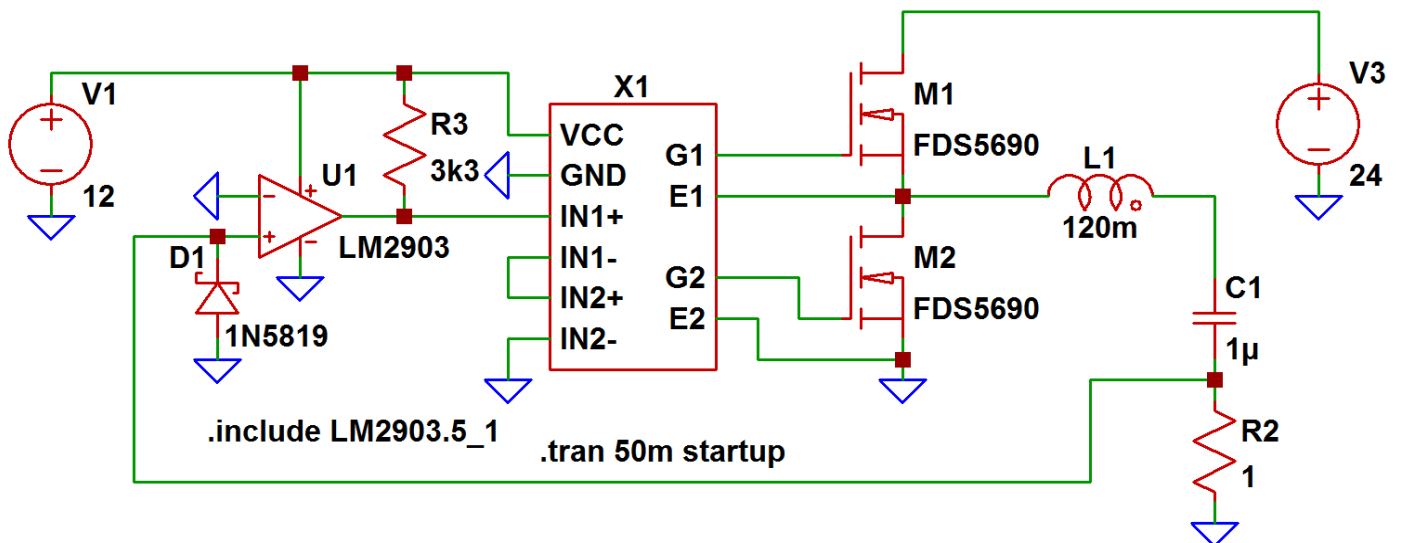 V1
12
R3
3k3
U1
LM2903
D1
1N5819
X1
VCC
GND
IN1+
IN1-
IN2+
IN2-
G1
E1
G2
E2
M1
FDS5690
M2
FDS5690
L1
120m
V3
24
C1
1µ
R2
1
.include LM2903.5_1
.tran 50m startup